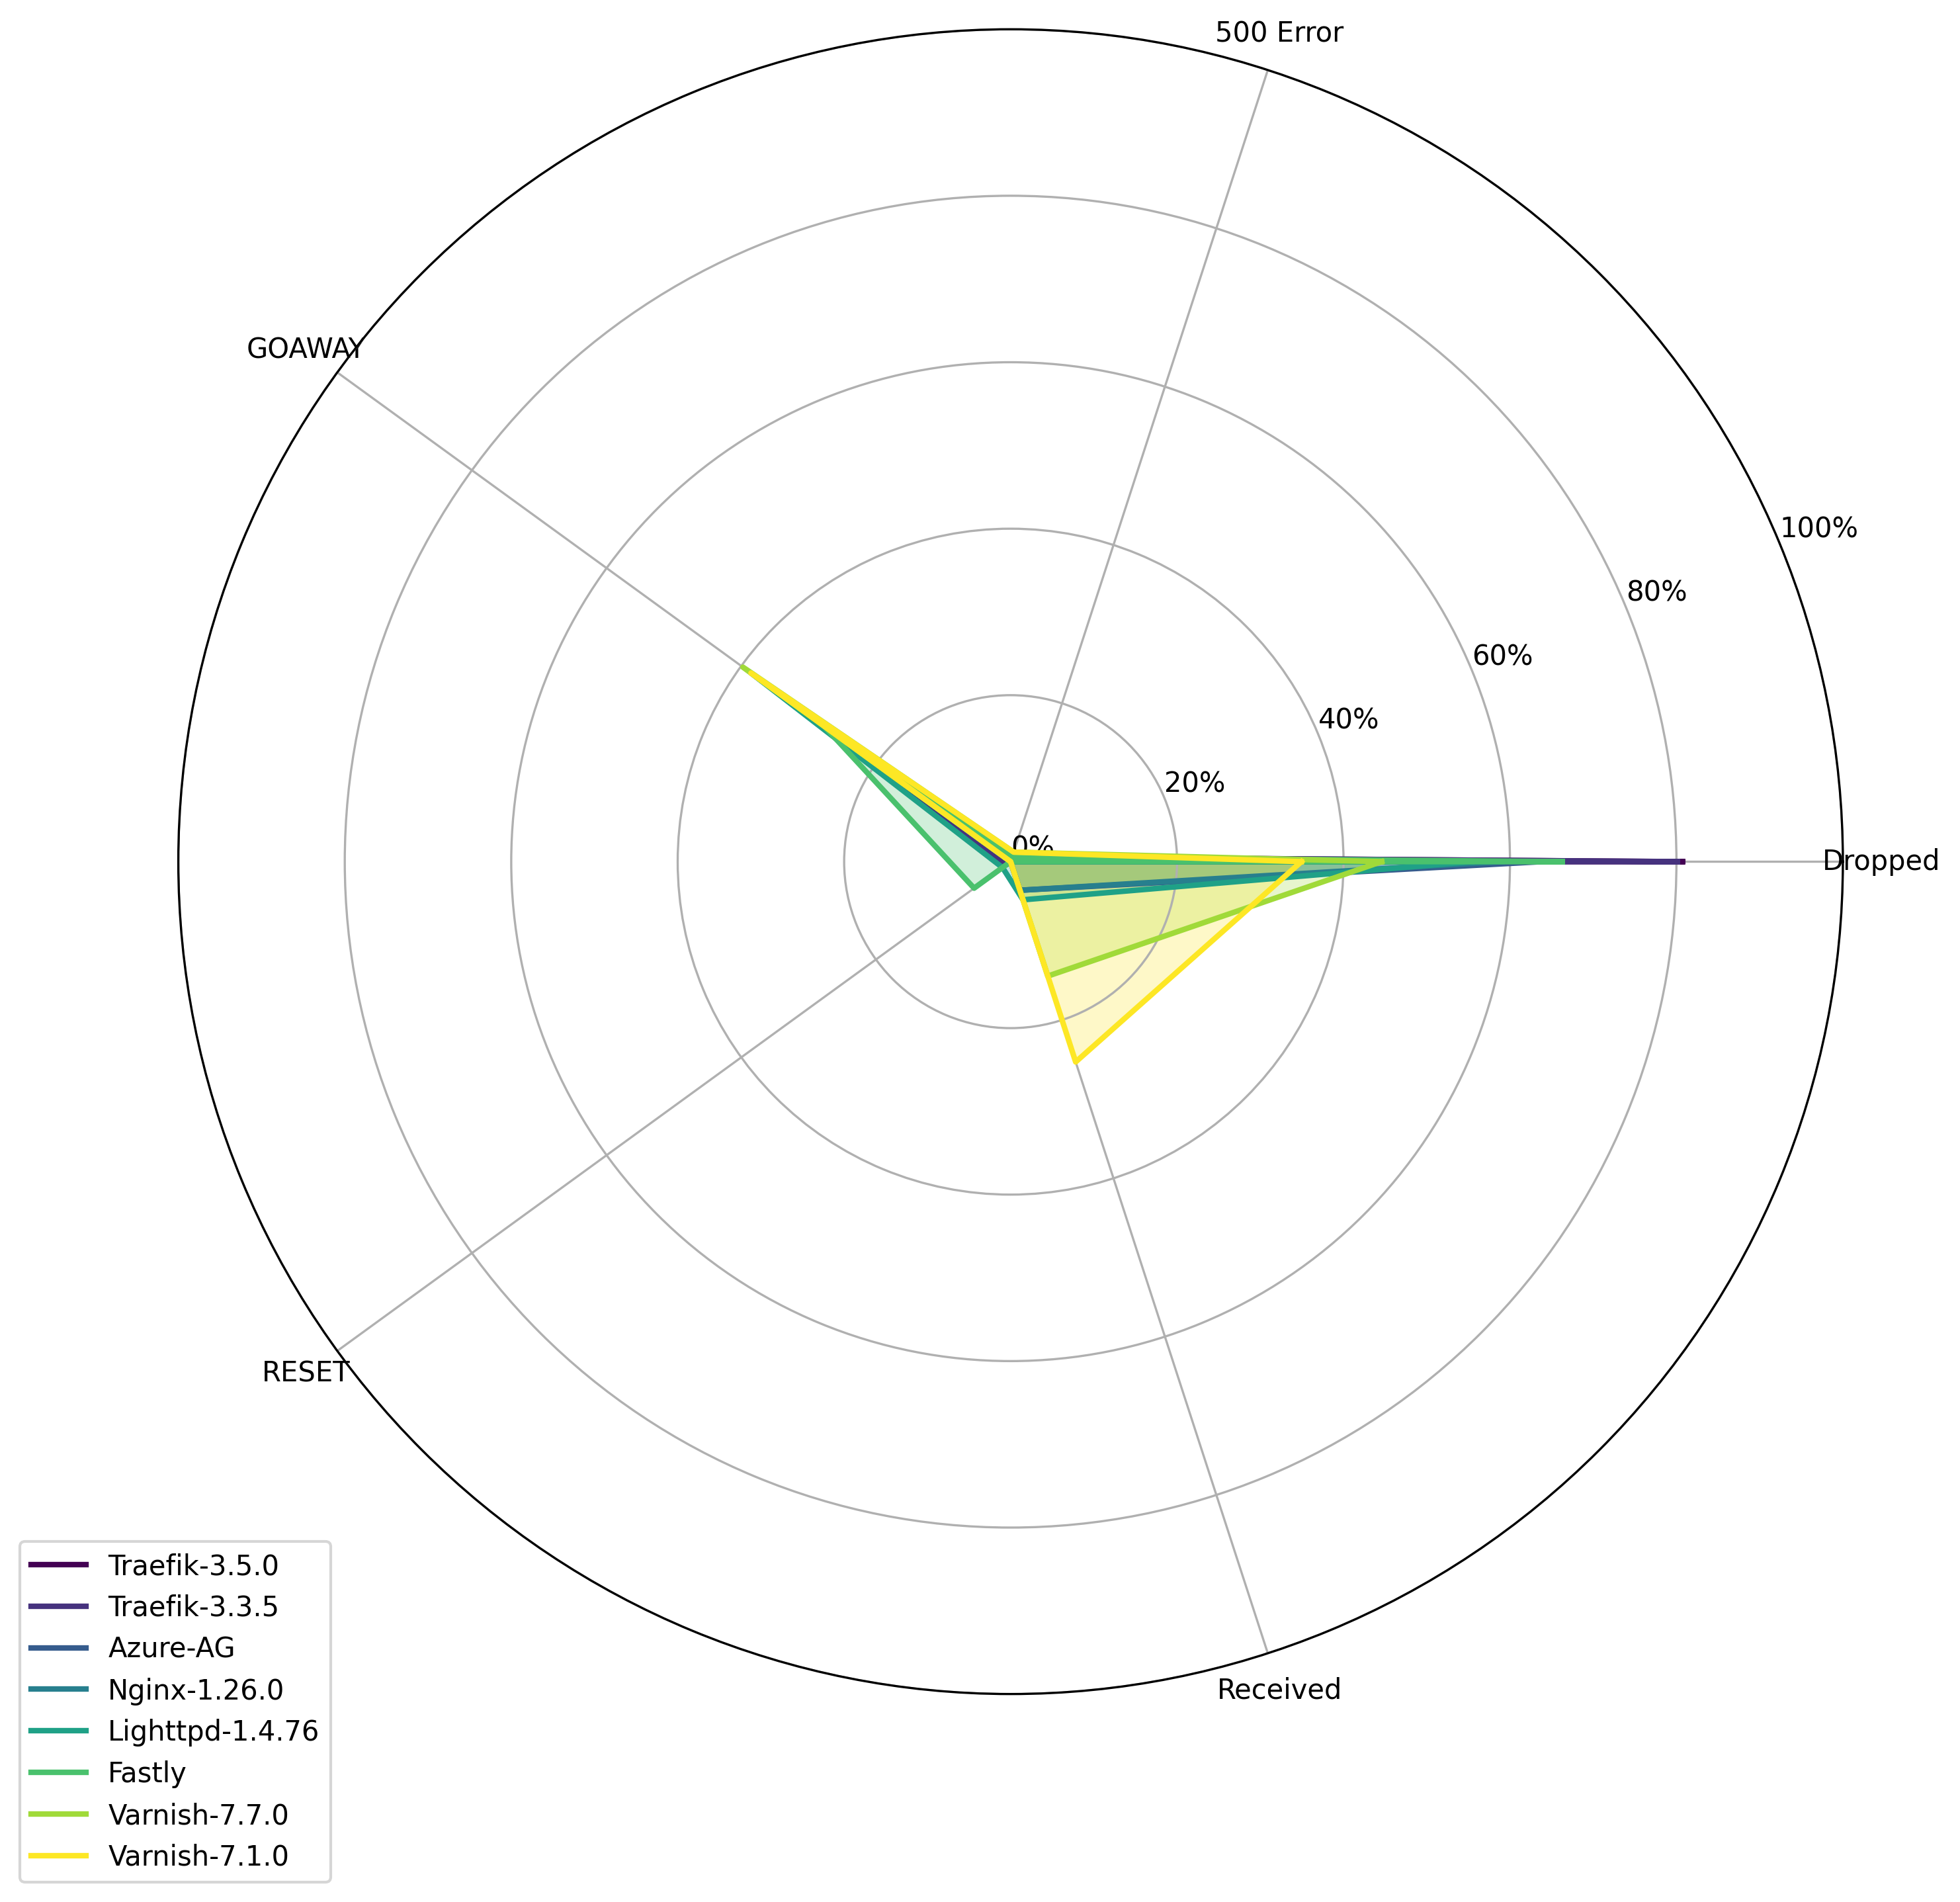 500 Error
GOAWAY
100%
80%
60%
40%
20%
0%
Dropped
RESET
Received
Traefik-3.5.0
Traefik-3.3.5
Azure-AG
Nginx-1.26.0
Lighttpd-1.4.76
Fastly
Varnish-7.7.0
Varnish-7.1.0